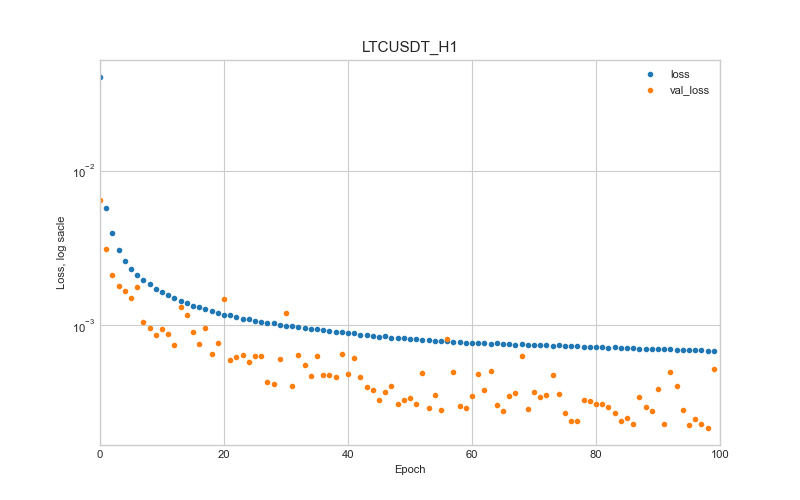 LTCUSDT_H1
loss
val_loss
10⁻²
10⁻³
Loss, log sacle
0 20 40 60 80 100
Epoch